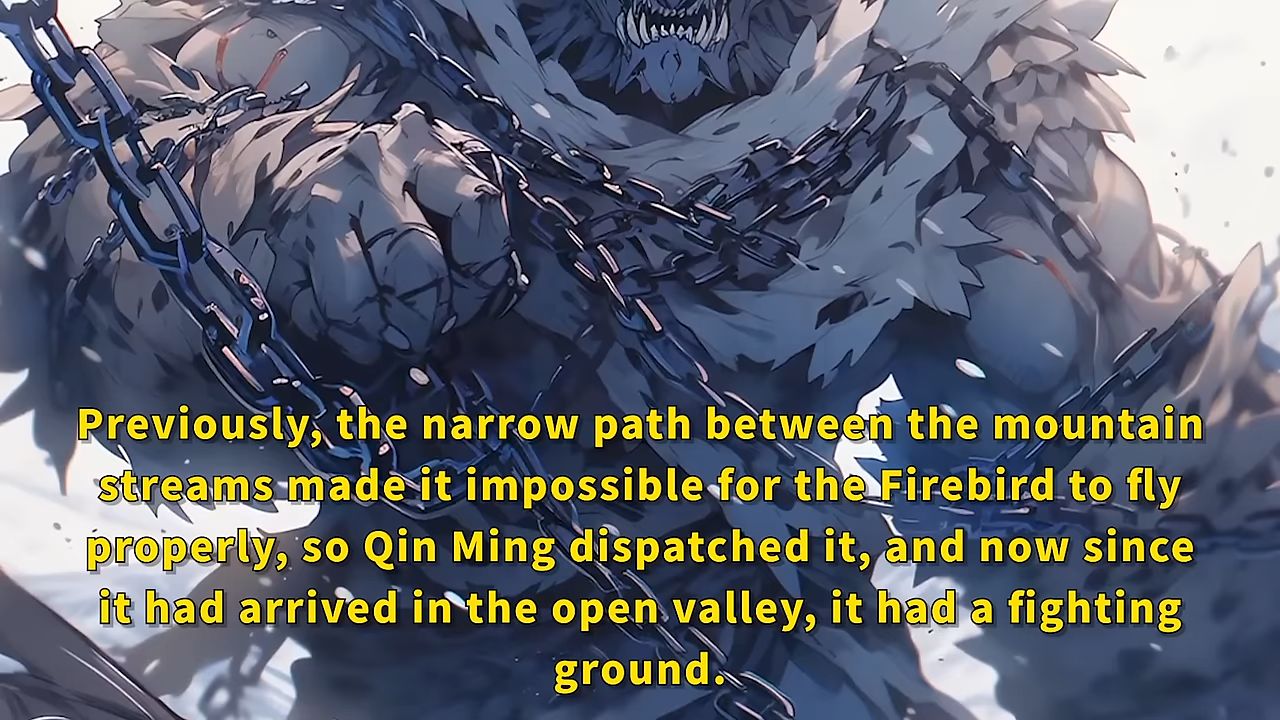 Previously, the narrow path between the mountain
streams made it impossible for the Firebird to fly
properly, so Qin Ming dispatched it, and now since
it had arrived in the open valley, it had a fighting
ground.